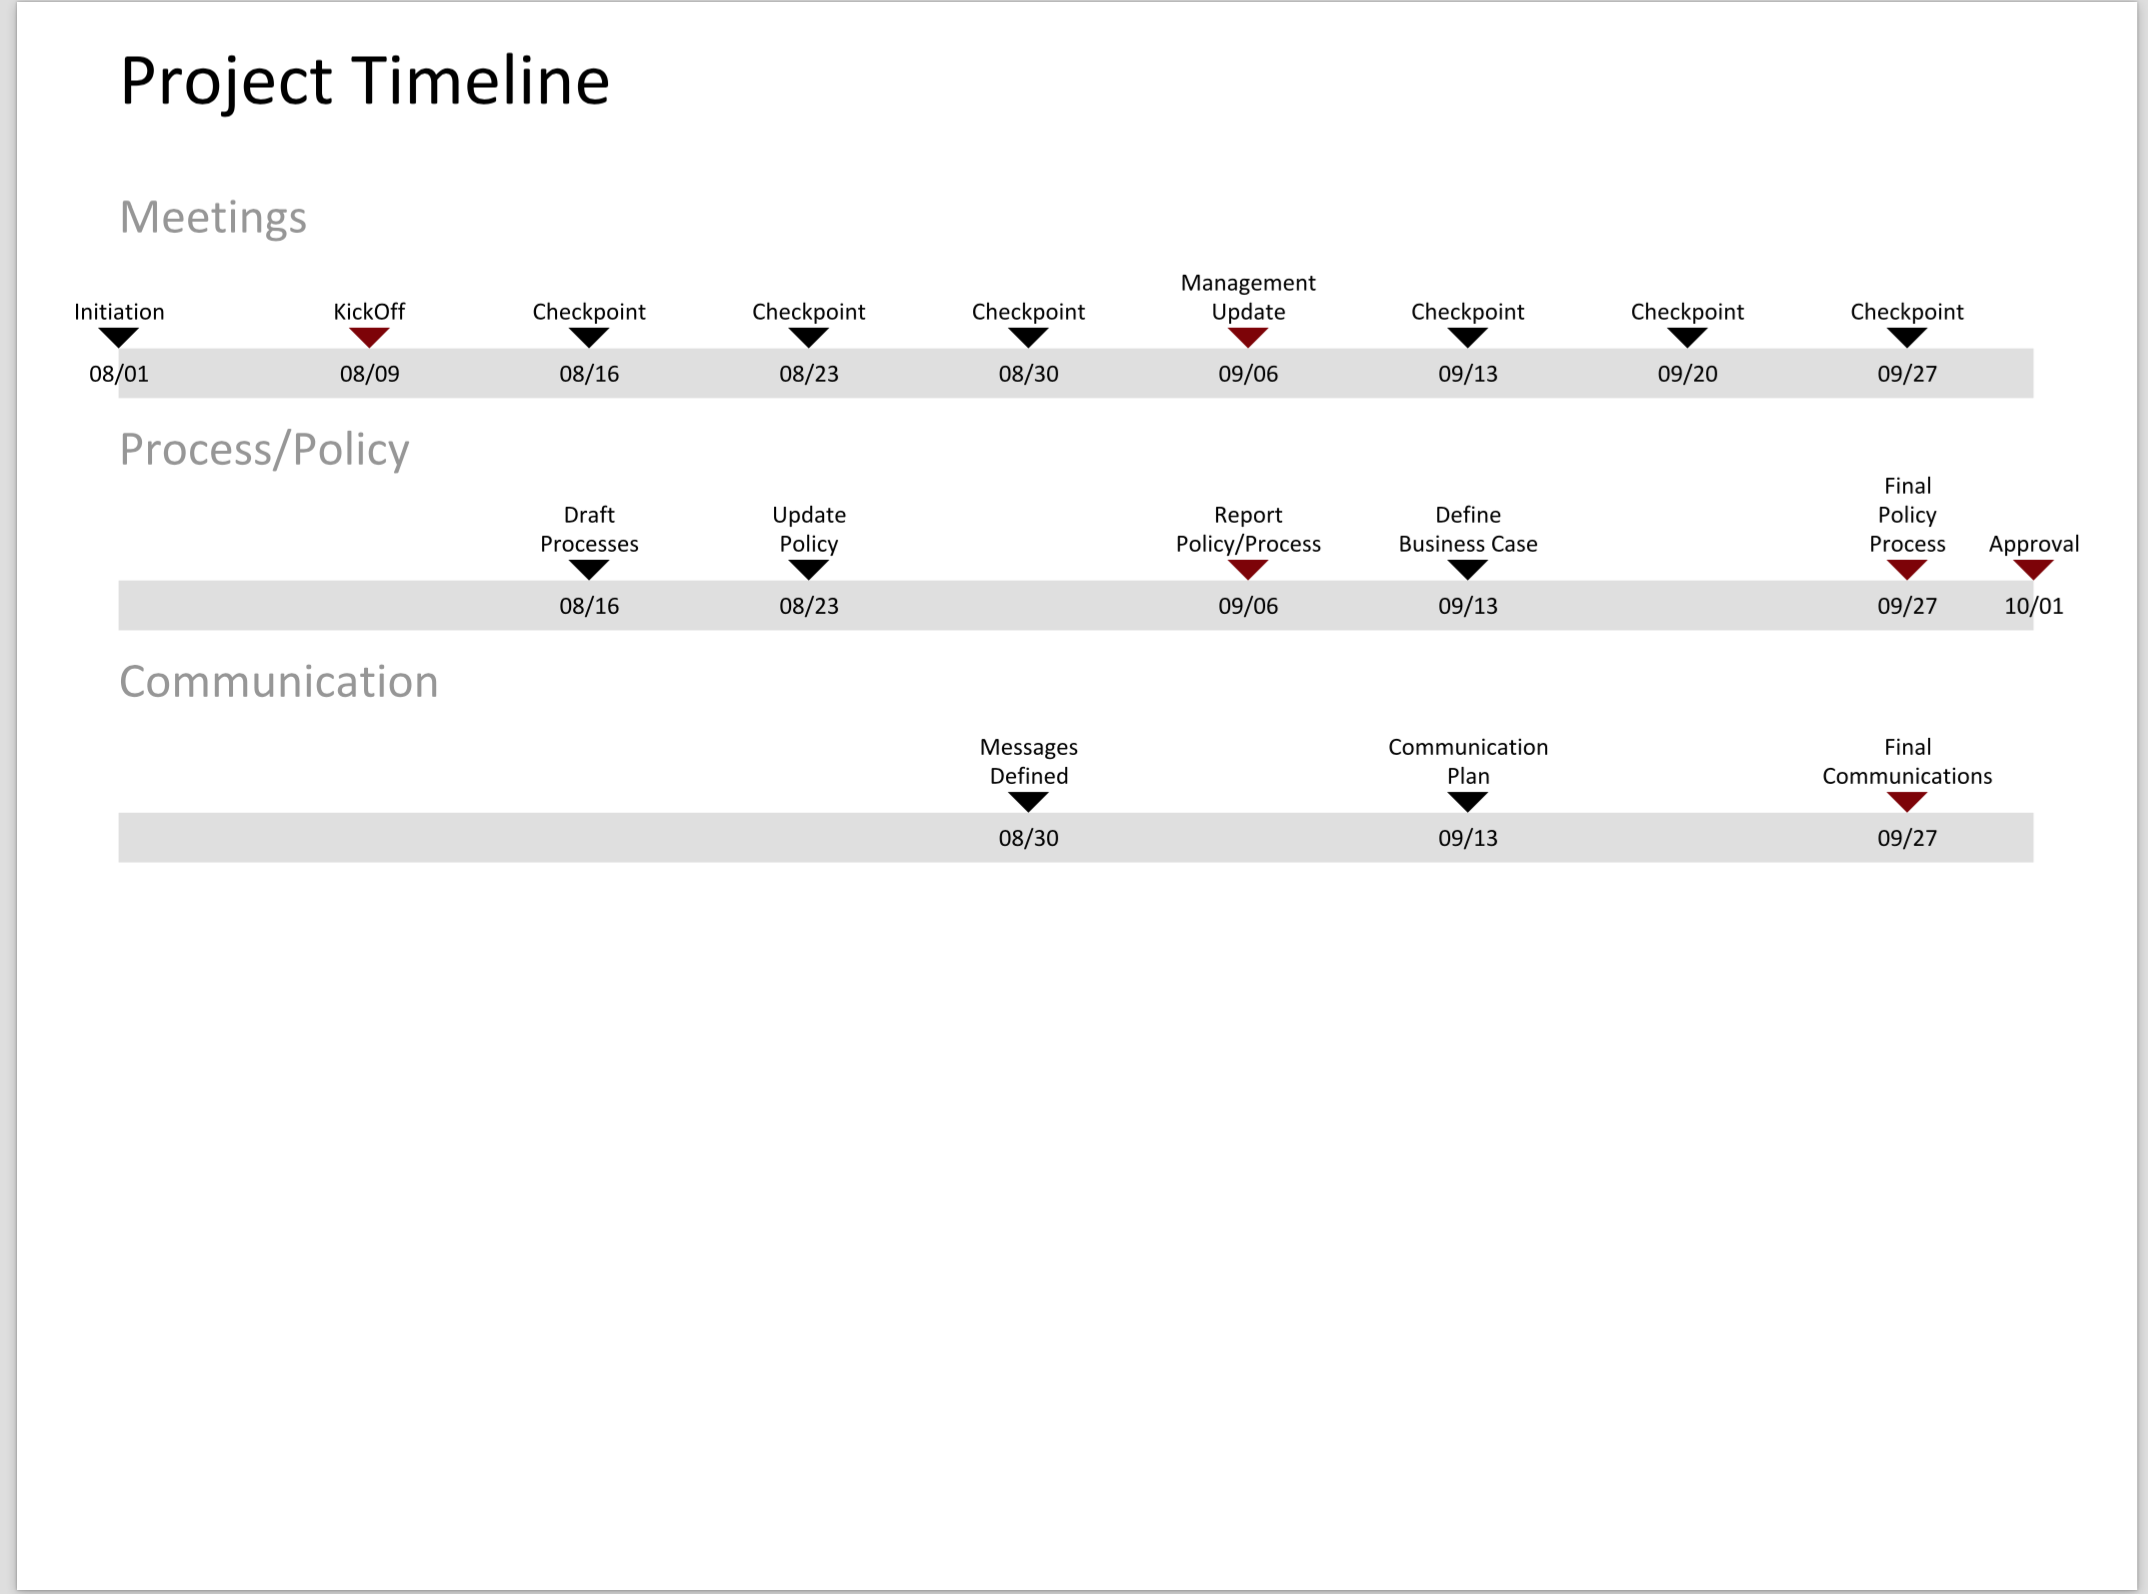 Project Timeline
Meetings
Management
Initiation KickOff Checkpoint Checkpoint Checkpoint Update Checkpoint Checkpoint Checkpoint
08/01 08/09 08/16 08/23 08/30 09/06 09/13 09/20 09/27
Process/Policy
Final
Draft Update Report Define Policy
Processes Policy Policy/Process Business Case Process Approval
08/16 08/23 09/06 09/13 09/27 10/01
Communication
Messages Communication Final
Defined Plan Communications
08/30 09/13 09/27